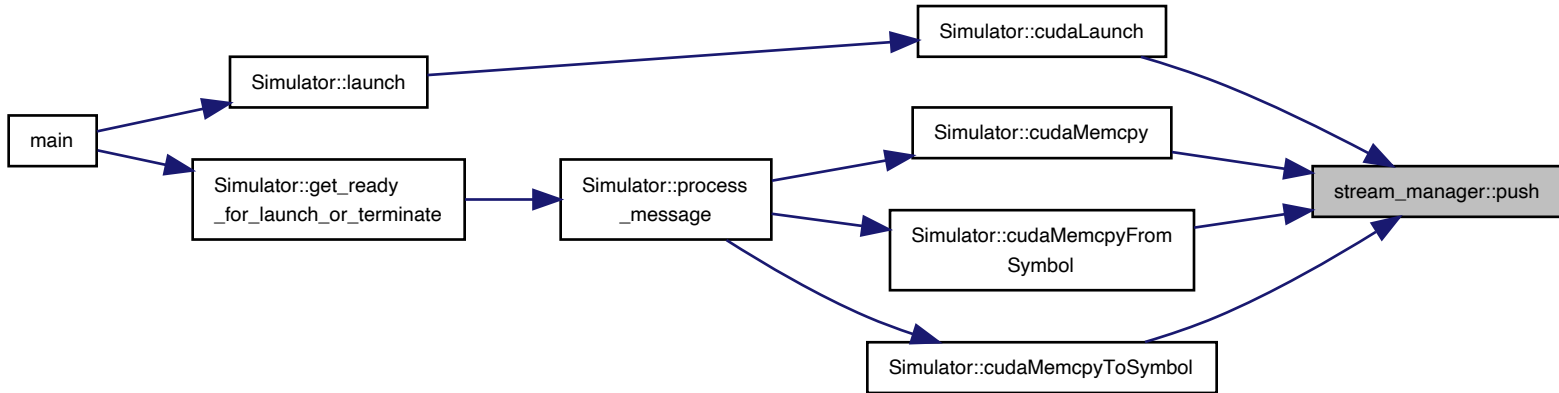 main
Simulator::launch
Simulator::get_ready
_for_launch_or_terminate
Simulator::process
_message
Simulator::cudaLaunch
Simulator::cudaMemcpy
Simulator::cudaMemcpyFrom
Symbol
Simulator::cudaMemcpyToSymbol
stream_manager::push